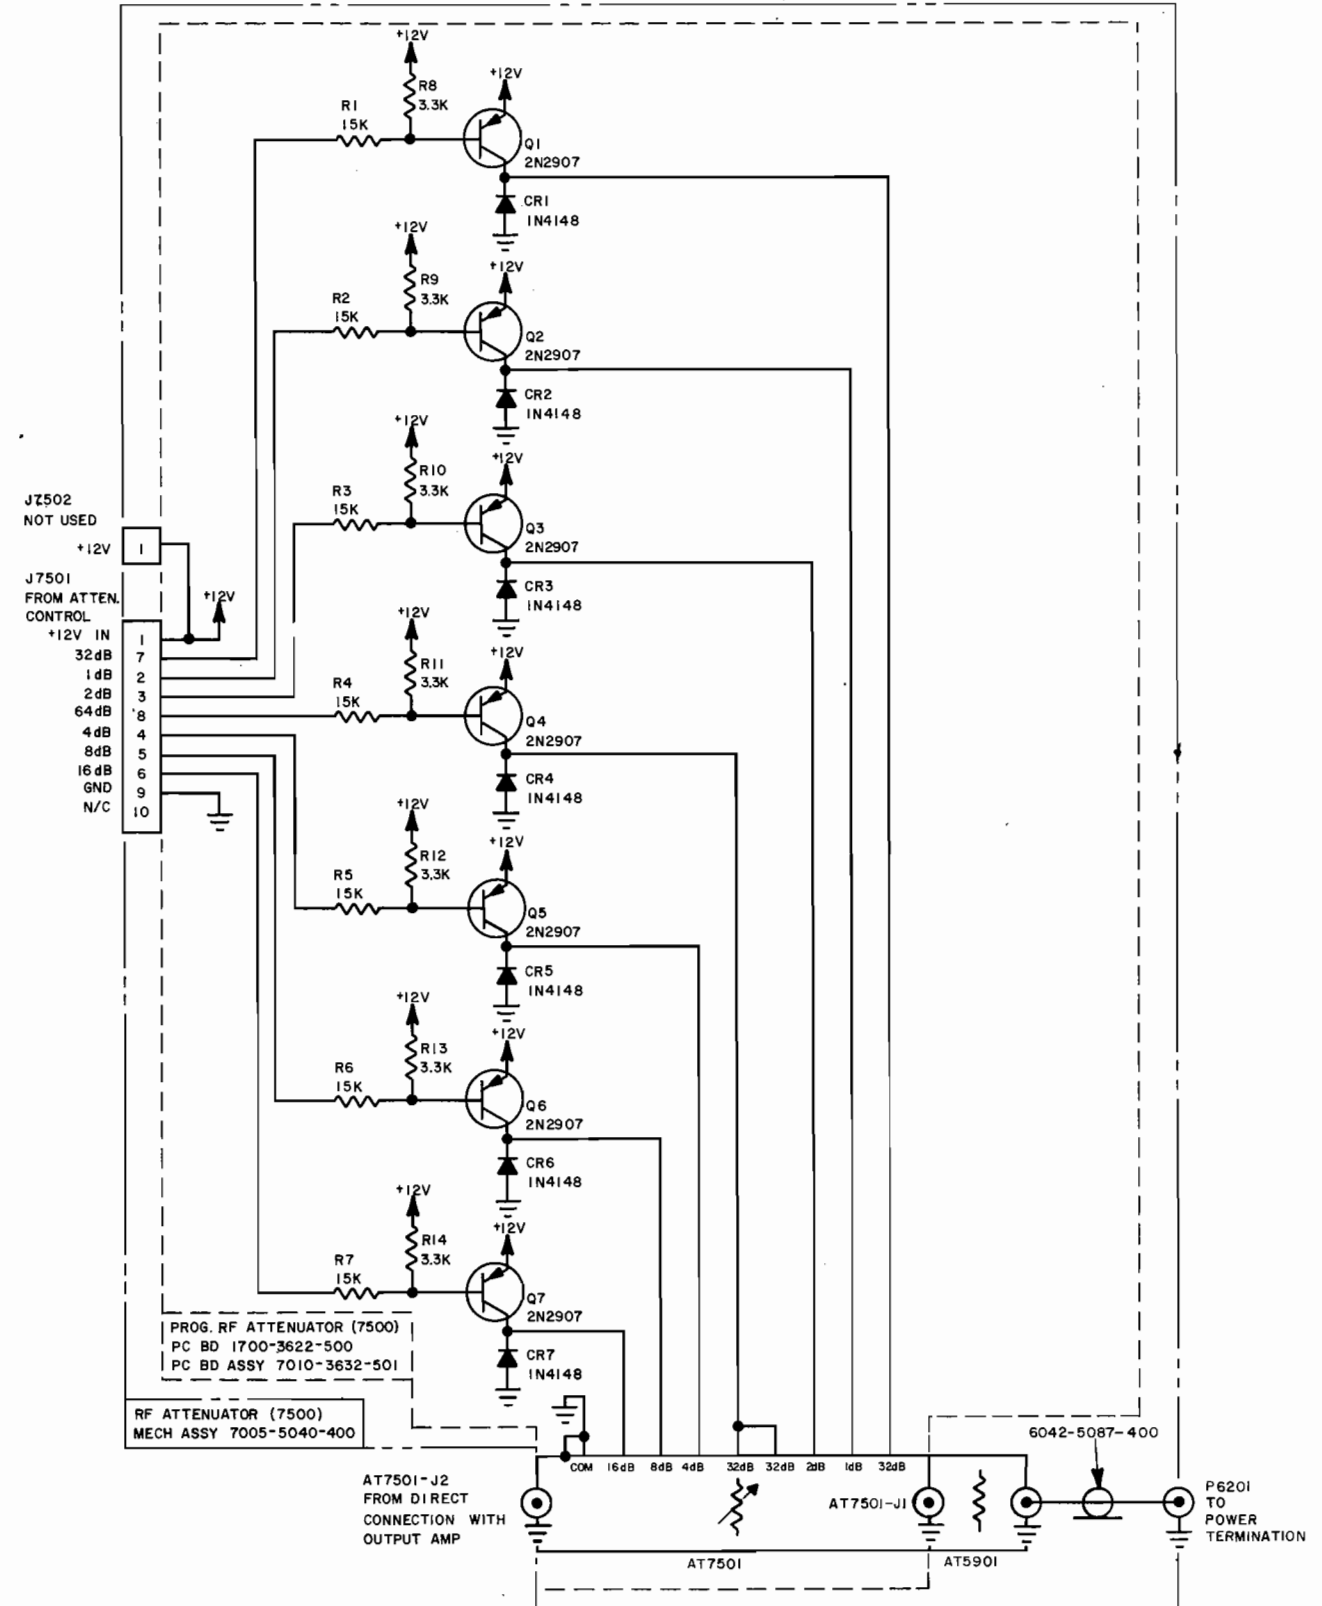 +12V
R8
3.3K
+12V
R1
15K
Q1
2N2907
CR1
1N4148
+12V
R9
3.3K
+12V
R2
15K
Q2
2N2907
CR2
1N4148
+12V
R10
3.3K
+12V
R3
15K
Q3
2N2907
CR3
1N4148
J7502
NOT USED
+12V 1
J7501
FROM ATTEN.
CONTROL
+12V
+12V IN 1
32dB 7
1dB 2
2dB 3
64dB 8
4dB 4
8dB 5
16dB 6
GND 9
N/C 10
+12V
R11
3.3K
+12V
R4
15K
Q4
2N2907
CR4
1N4148
+12V
R12
3.3K
+12V
R5
15K
Q5
2N2907
CR5
1N4148
+12V
R13
3.3K
+12V
R6
15K
Q6
2N2907
CR6
1N4148
+12V
R14
3.3K
+12V
R7
15K
Q7
2N2907
CR7
1N4148
PROG. RF ATTENUATOR (7500)
PC BD 1700-3622-500
PC BD ASSY 7010-3632-501
RF ATTENUATOR (7500)
MECH ASSY 7005-5040-400
COM 16dB 8dB 4dB 32dB 32dB 2dB 1dB 32dB
6042-5087-400
AT7501-J2
FROM DIRECT
CONNECTION WITH
OUTPUT AMP
AT7501-J1
P6201
TO
POWER
TERMINATION
AT7501
AT5901